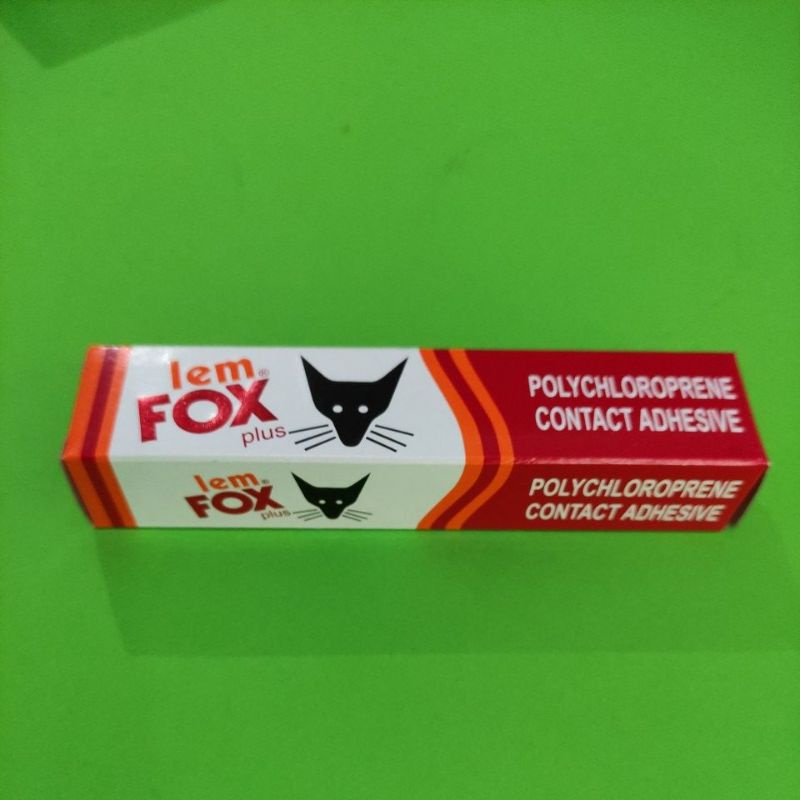 lem®
FOX
plus
POLYCHLOROPRENE
CONTACT ADHESIVE
lem®
FOX
plus
POLYCHLOROPRENE
CONTACT ADHESIVE